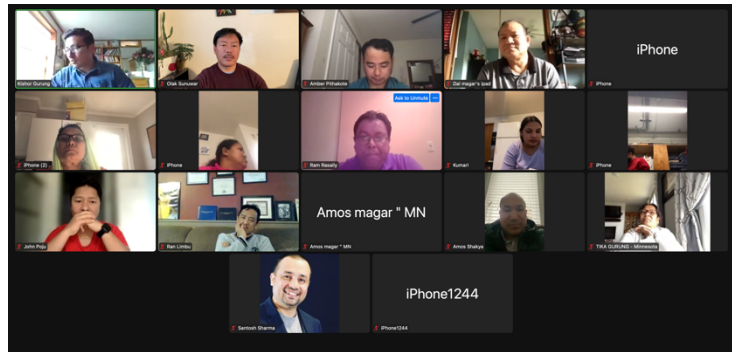 Kishor Gurung
Olak Sunuwar
Amber Pithakote
Dal magar's ipad
iPhone
iPhone
iPhone (2)
iPhone
Ask to Unmute
Ram Rasaily
Kumari
iPhone
John Poju
Ran Limbu
Amos magar " MN
Amos magar " MN
Amos Shakya
TIKA GURUNG - Minnesota
Santosh Sharma
iPhone1244
iPhone1244